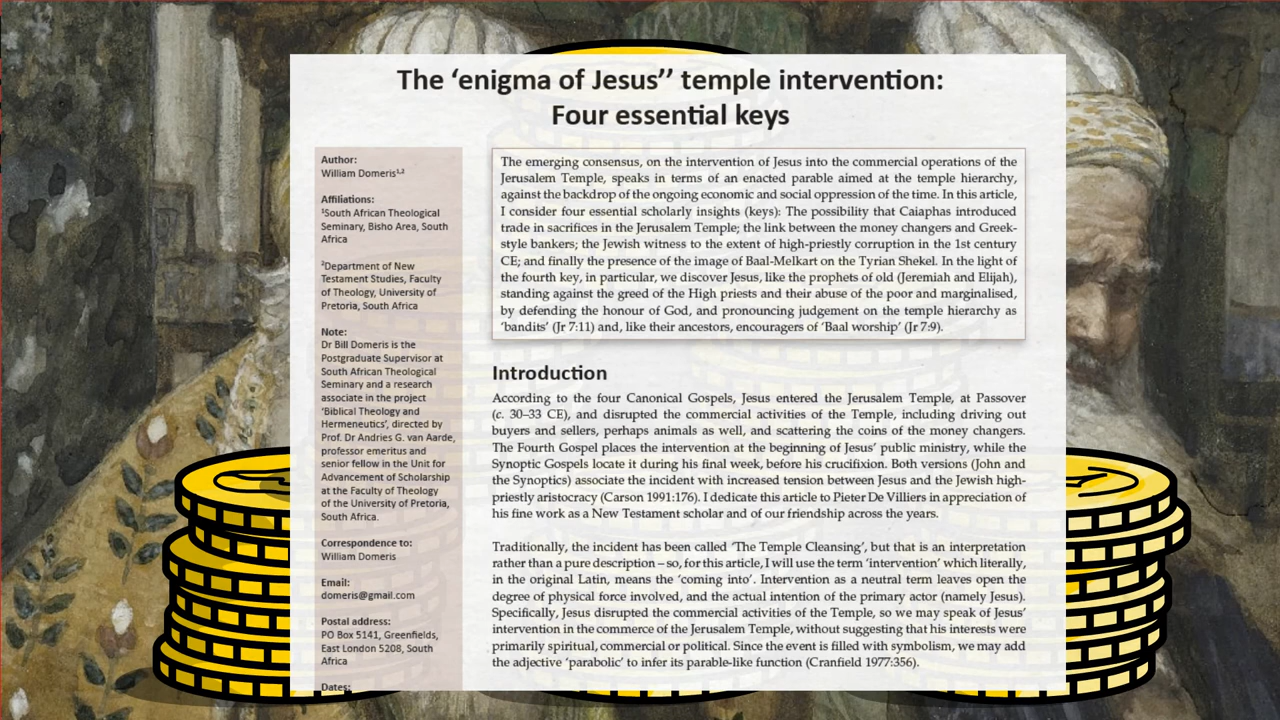 The ‘enigma of Jesus’’ temple intervention:
Four essential keys
Author:
William Domeris¹,²
Affiliations:
¹South African Theological
Seminary, Bisho Area, South
Africa
²Department of New
Testament Studies, Faculty
of Theology, University of
Pretoria, South Africa
Note:
Dr Bill Domeris is the
Postgraduate Supervisor at
South African Theological
Seminary and a research
associate in the project
‘Biblical Theology and
Hermeneutics’, directed by
Prof. Dr Andries G. van Aarde,
professor emeritus and
senior fellow in the Unit for
Advancement of Scholarship
at the Faculty of Theology
of the University of Pretoria,
South Africa.
Correspondence to:
William Domeris
Email:
domeris@gmail.com
Postal address:
PO Box 5141, Greenfields,
East London 5208, South
Africa
Dates:
The emerging consensus, on the intervention of Jesus into the commercial operations of the
Jerusalem Temple, speaks in terms of an enacted parable aimed at the temple hierarchy,
against the backdrop of the ongoing economic and social oppression of the time. In this article,
I consider four essential scholarly insights (keys): The possibility that Caiaphas introduced
trade in sacrifices in the Jerusalem Temple; the link between the money changers and Greek-
style bankers; the Jewish witness to the extent of high-priestly corruption in the 1st century
CE; and finally the presence of the image of Baal-Melkart on the Tyrian Shekel. In the light of
the fourth key, in particular, we discover Jesus, like the prophets of old (Jeremiah and Elijah),
standing against the greed of the High priests and their abuse of the poor and marginalised,
by defending the honour of God, and pronouncing judgement on the temple hierarchy as
‘bandits’ (Jr 7:11) and, like their ancestors, encouragers of ‘Baal worship’ (Jr 7:9).
Introduction
According to the four Canonical Gospels, Jesus entered the Jerusalem Temple, at Passover
(c. 30–33 CE), and disrupted the commercial activities of the Temple, including driving out
buyers and sellers, perhaps animals as well, and scattering the coins of the money changers.
The Fourth Gospel places the intervention at the beginning of Jesus’ public ministry, while the
Synoptic Gospels locate it during his final week, before his crucifixion. Both versions (John and
the Synoptics) associate the incident with increased tension between Jesus and the Jewish high-
priestly aristocracy (Carson 1991:176). I dedicate this article to Pieter De Villiers in appreciation of
his fine work as a New Testament scholar and of our friendship across the years.
Traditionally, the incident has been called ‘The Temple Cleansing’, but that is an interpretation
rather than a pure description – so, for this article, I will use the term ‘intervention’ which literally,
in the original Latin, means the ‘coming into’. Intervention as a neutral term leaves open the
degree of physical force involved, and the actual intention of the primary actor (namely Jesus).
Specifically, Jesus disrupted the commercial activities of the Temple, so we may speak of Jesus’
intervention in the commerce of the Jerusalem Temple, without suggesting that his interests were
primarily spiritual, commercial or political. Since the event is filled with symbolism, we may add
the adjective ‘parabolic’ to infer its parable-like function (Cranfield 1977:356).